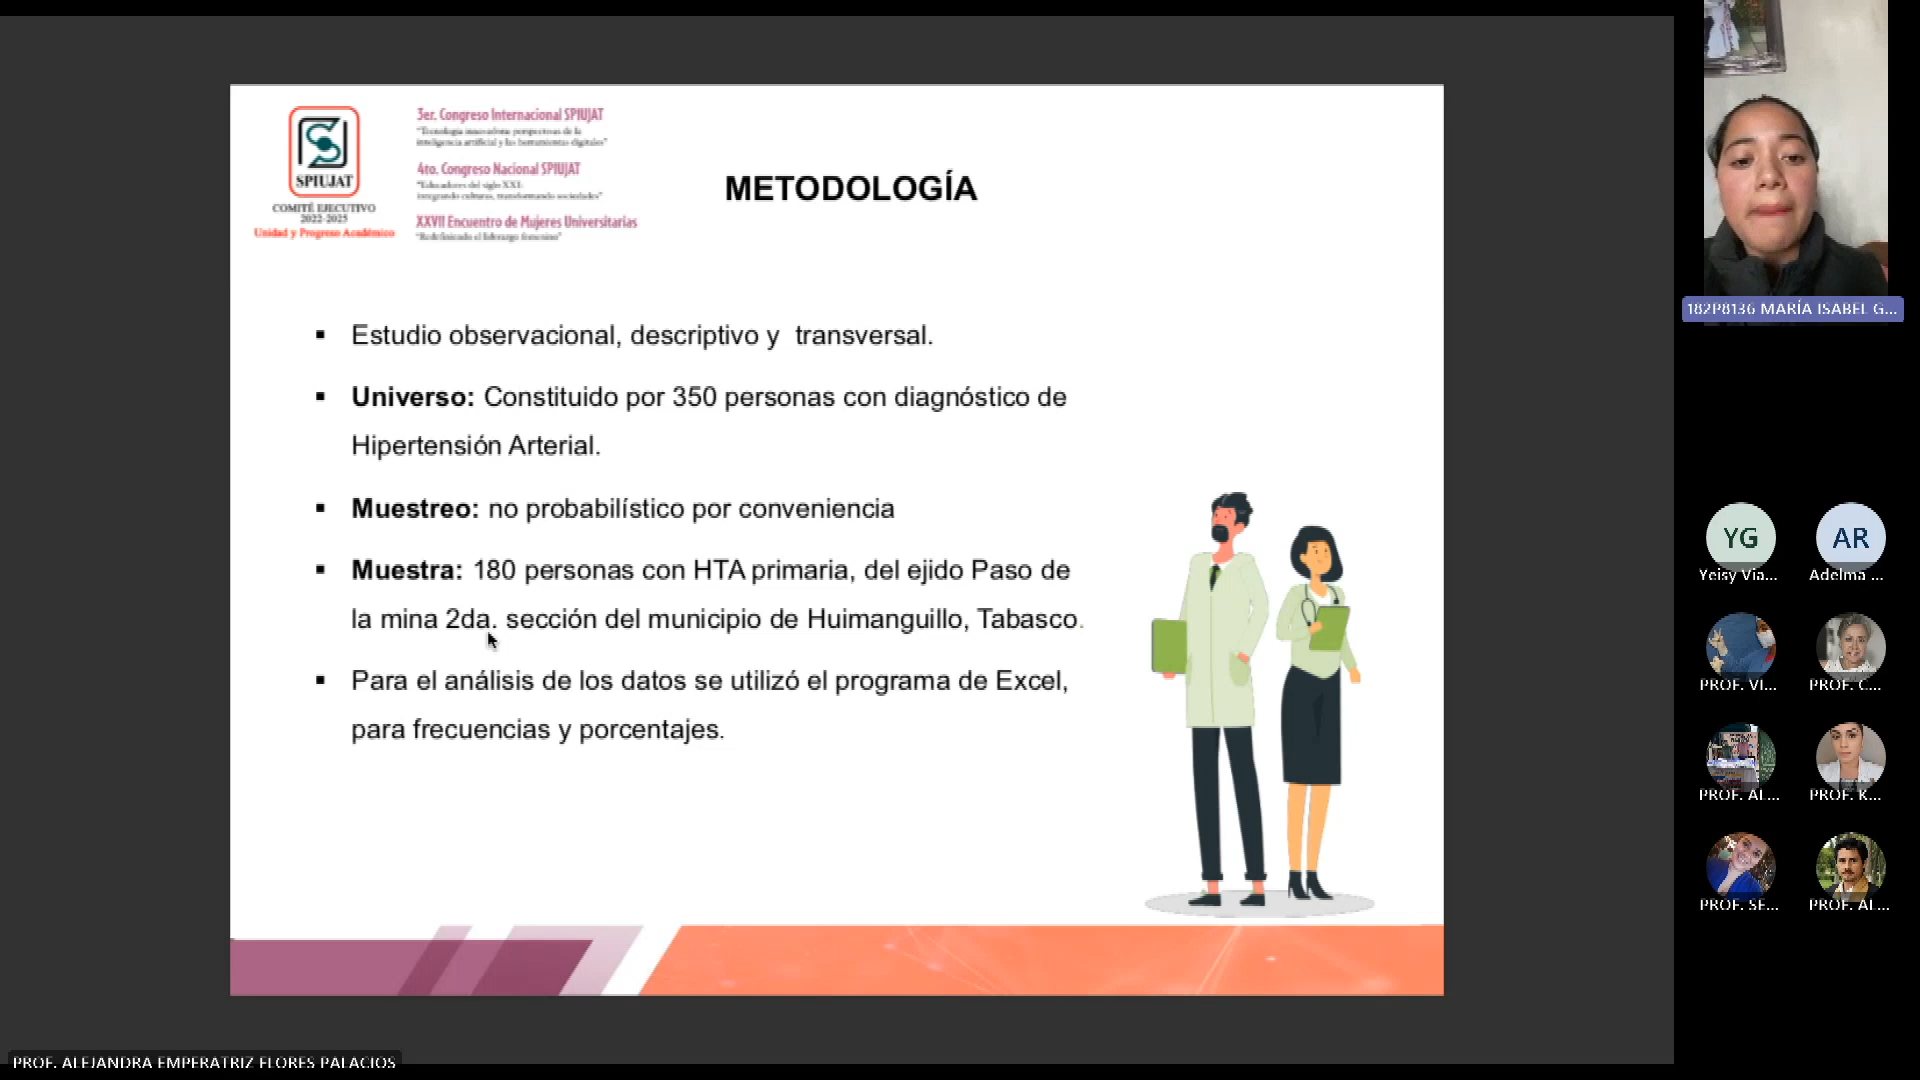 SPIUJAT
COMITÉ EJECUTIVO
2022-2025
Unidad y Progreso Académico
3er. Congreso Internacional SPIUJAT
"Tecnología innovadora: perspectivas de la
inteligencia artificial y las herramientas digitales"
4to. Congreso Nacional SPIUJAT
"Educadores del siglo XXI:
integrando culturas, transformando sociedades"
XXVII Encuentro de Mujeres Universitarias
"Redefiniendo el liderazgo femenino"
METODOLOGÍA
▪ Estudio observacional, descriptivo y transversal.
▪ Universo: Constituido por 350 personas con diagnóstico de
Hipertensión Arterial.
▪ Muestreo: no probabilístico por conveniencia
▪ Muestra: 180 personas con HTA primaria, del ejido Paso de
la mina 2da. sección del municipio de Huimanguillo, Tabasco.
▪ Para el análisis de los datos se utilizó el programa de Excel,
para frecuencias y porcentajes.
182P8136 MARÍA ISABEL G...
YG
AR
Yeisy Via...
Adelma ...
PROF. VI...
PROF. C...
PROF. AL...
PROF. K...
PROF. SE...
PROF. AL...
PROF. ALEJANDRA EMPERATRIZ FLORES PALACIOS